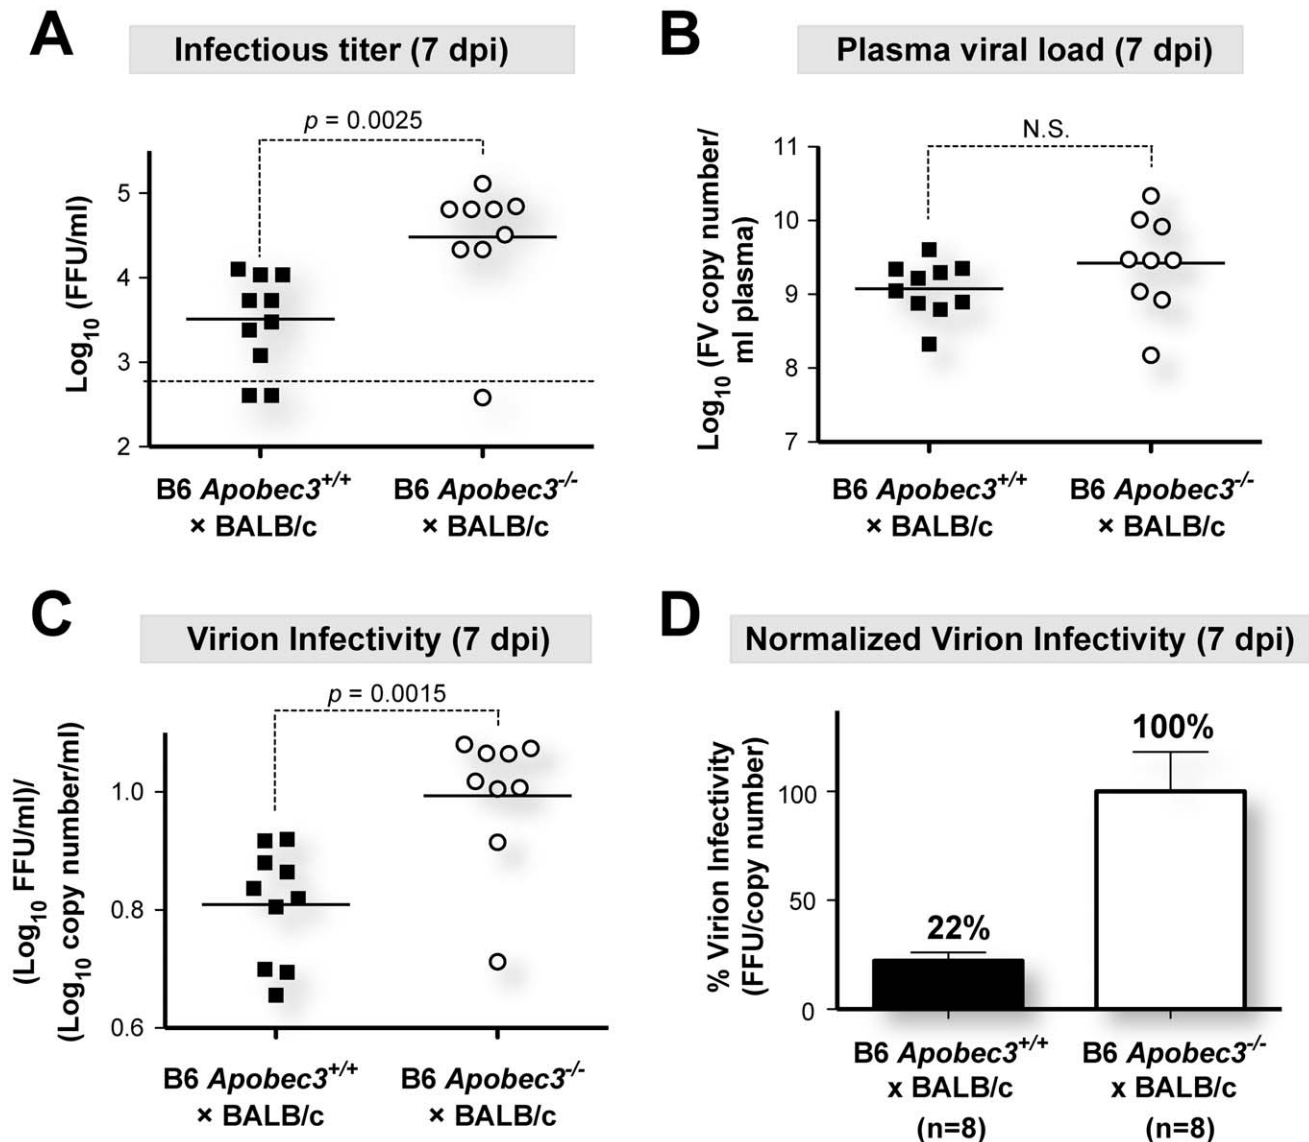 A
Infectious titer (7 dpi)
p = 0.0025
Log10 (FFU/ml)
5
4
3
2
B6 Apobec3+/+
× BALB/c
B6 Apobec3-/-
× BALB/c
B
Plasma viral load (7 dpi)
N.S.
Log10 (FV copy number/
ml plasma)
11
10
9
8
7
B6 Apobec3+/+
× BALB/c
B6 Apobec3-/-
× BALB/c
C
Virion Infectivity (7 dpi)
p = 0.0015
(Log10 FFU/ml)/
(Log10 copy number/ml)
1.0
0.8
0.6
B6 Apobec3+/+
× BALB/c
B6 Apobec3-/-
× BALB/c
D
Normalized Virion Infectivity (7 dpi)
% Virion Infectivity
(FFU/copy number)
100
50
0
22%
100%
B6 Apobec3+/+
x BALB/c
(n=8)
B6 Apobec3-/-
x BALB/c
(n=8)